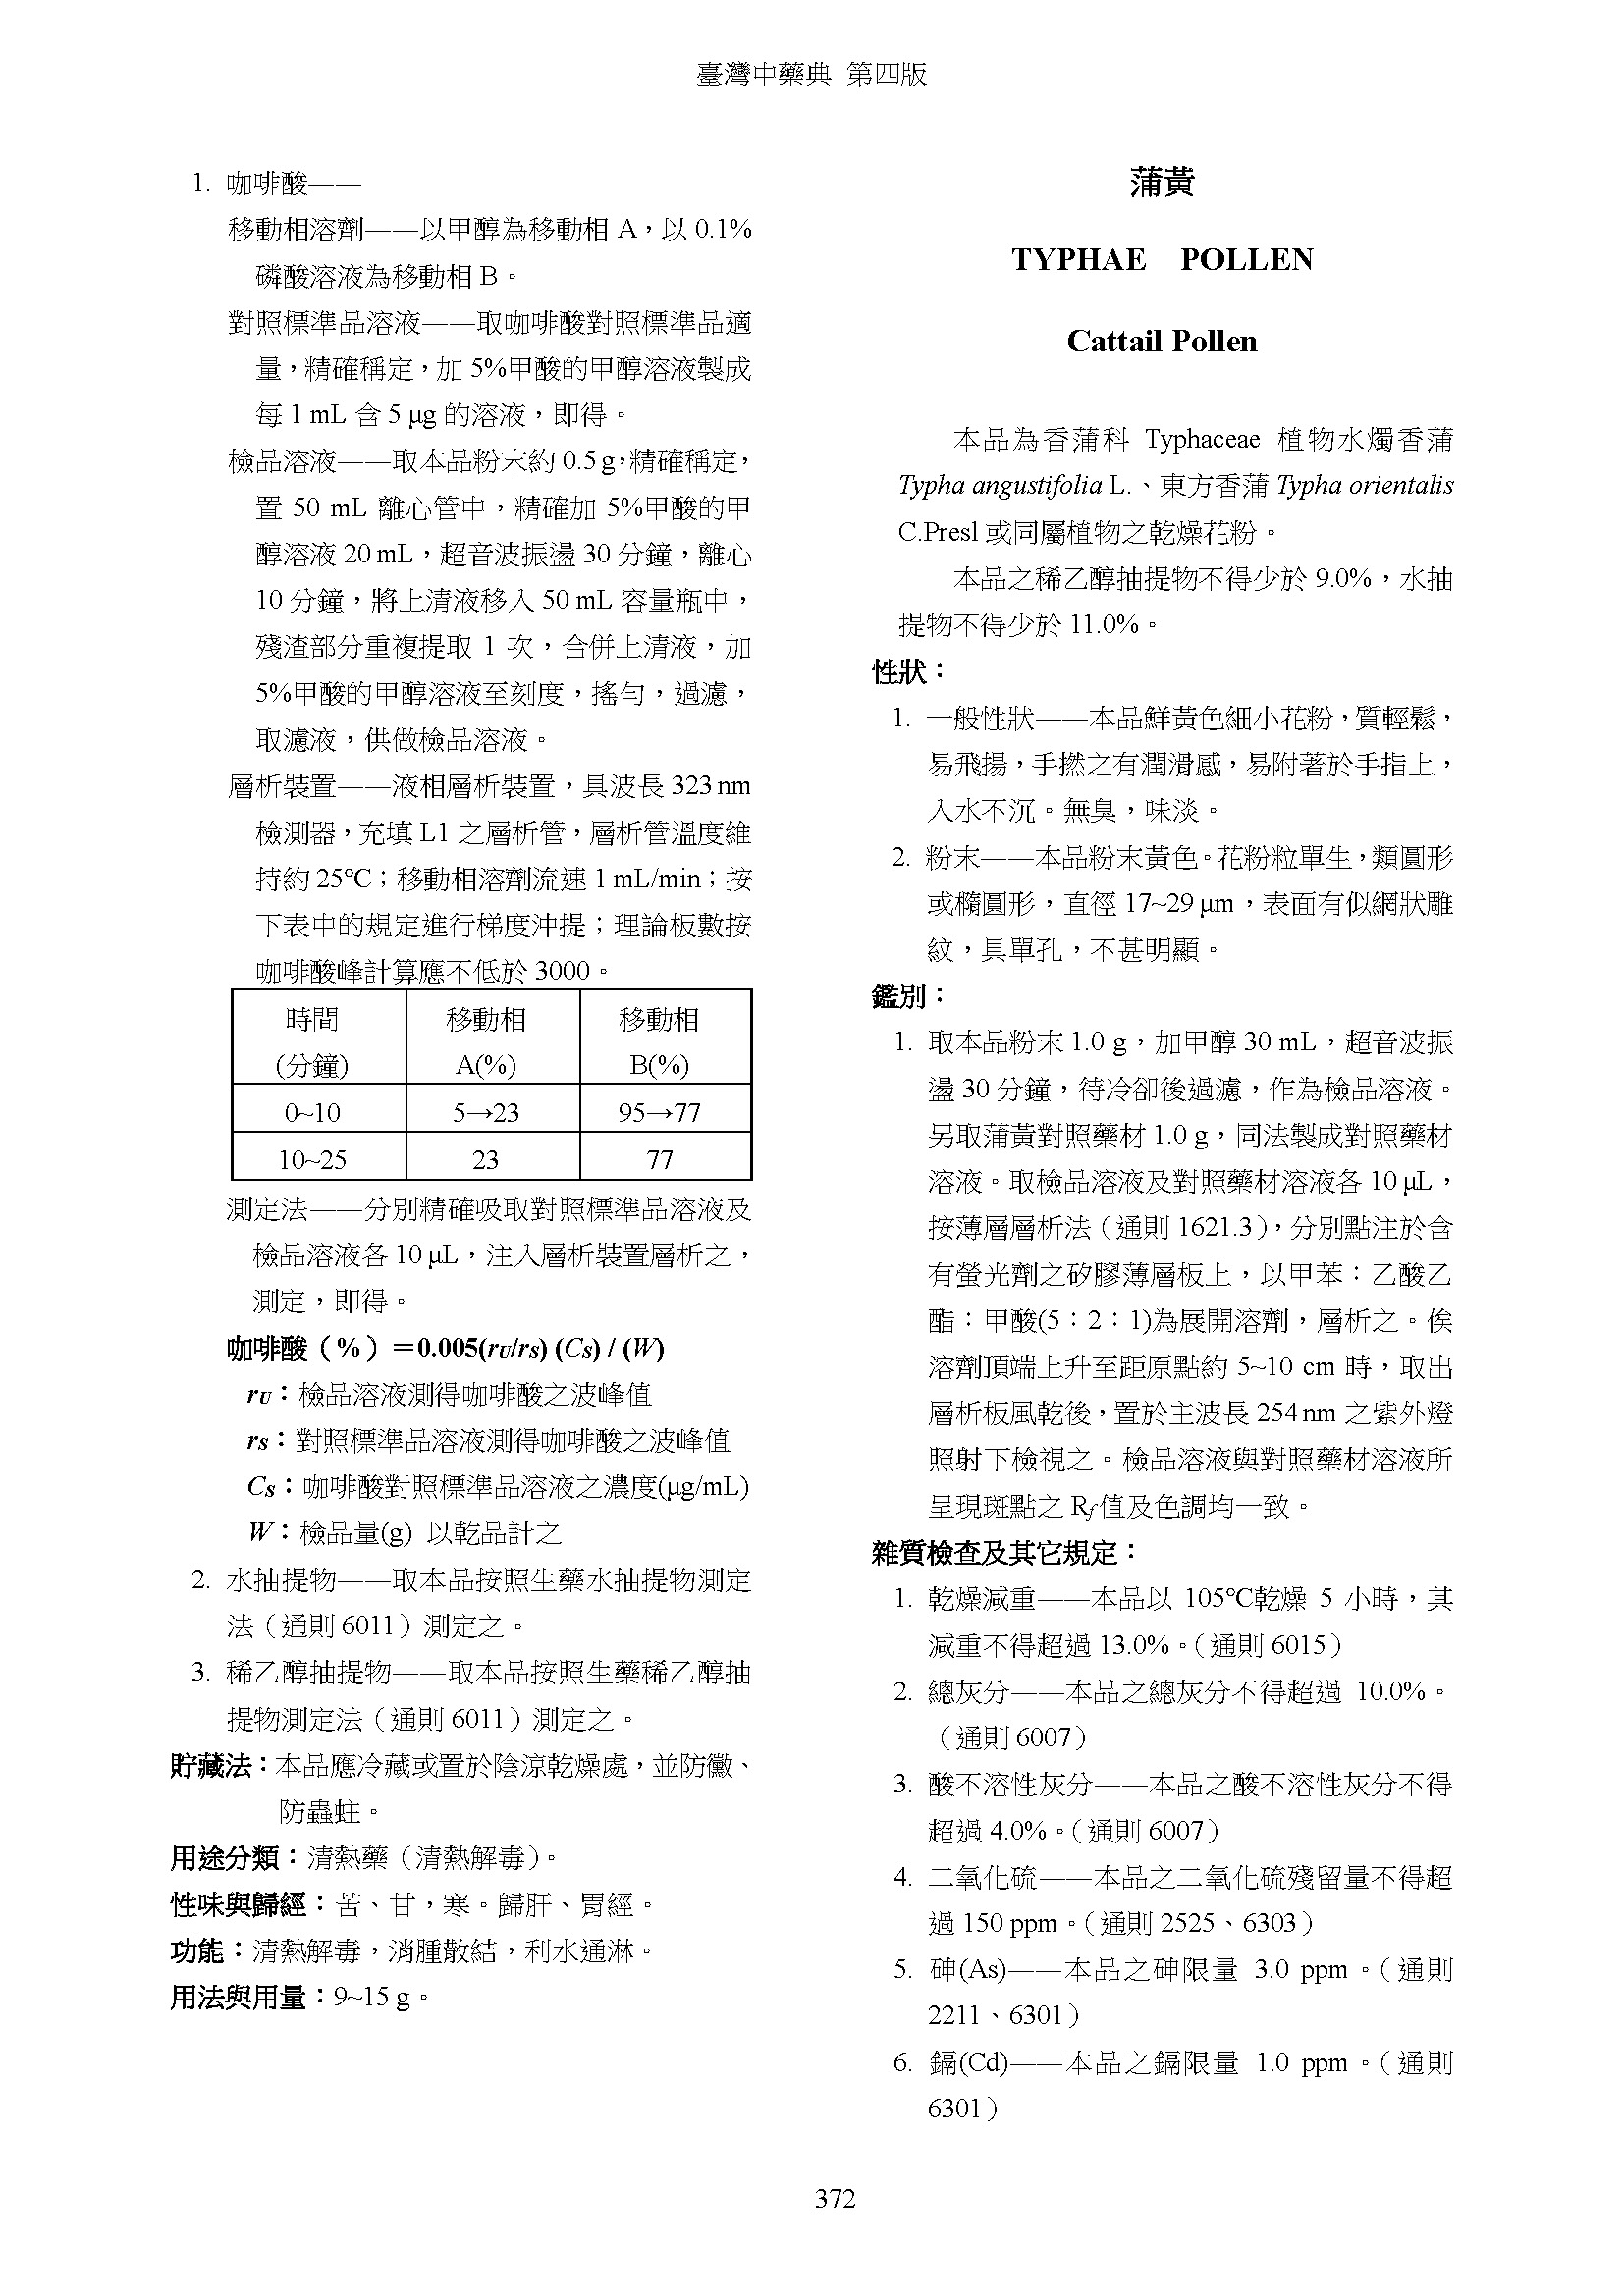 臺灣中藥典 第四版
1. 咖啡酸——
移動相溶劑——以甲醇為移動相 A，以 0.1%
磷酸溶液為移動相 B。
對照標準品溶液——取咖啡酸對照標準品適
量，精確稱定，加 5%甲酸的甲醇溶液製成
每 1 mL 含 5 μg 的溶液，即得。
檢品溶液——取本品粉末約 0.5 g，精確稱定，
置 50 mL 離心管中，精確加 5%甲酸的甲
醇溶液 20 mL，超音波振盪 30 分鐘，離心
10 分鐘，將上清液移入 50 mL 容量瓶中，
殘渣部分重複提取 1 次，合併上清液，加
5%甲酸的甲醇溶液至刻度，搖勻，過濾，
取濾液，供做檢品溶液。
層析裝置——液相層析裝置，具波長 323 nm
檢測器，充填 L1 之層析管，層析管溫度維
持約 25℃；移動相溶劑流速 1 mL/min；按
下表中的規定進行梯度沖提；理論板數按
咖啡酸峰計算應不低於 3000。
時間 移動相 移動相
(分鐘) A(%) B(%)
0~10 5→23 95→77
10~25 23 77
測定法——分別精確吸取對照標準品溶液及
檢品溶液各 10 μL，注入層析裝置層析之，
測定，即得。
咖啡酸（%）＝0.005(rU/rS) (CS) / (W)
rU：檢品溶液測得咖啡酸之波峰值
rS：對照標準品溶液測得咖啡酸之波峰值
CS：咖啡酸對照標準品溶液之濃度(μg/mL)
W：檢品量(g) 以乾品計之
2. 水抽提物——取本品按照生藥水抽提物測定
法（通則 6011）測定之。
3. 稀乙醇抽提物——取本品按照生藥稀乙醇抽
提物測定法（通則 6011）測定之。
貯藏法：本品應冷藏或置於陰涼乾燥處，並防黴、
防蟲蛀。
用途分類：清熱藥（清熱解毒）。
性味與歸經：苦、甘，寒。歸肝、胃經。
功能：清熱解毒，消腫散結，利水通淋。
用法與用量：9~15 g。
蒲黃
TYPHAE POLLEN
Cattail Pollen
本品為香蒲科 Typhaceae 植物水燭香蒲
Typha angustifolia L.、東方香蒲 Typha orientalis
C.Presl 或同屬植物之乾燥花粉。
本品之稀乙醇抽提物不得少於 9.0%，水抽
提物不得少於 11.0%。
性狀：
1. 一般性狀——本品鮮黃色細小花粉，質輕鬆，
易飛揚，手撚之有潤滑感，易附著於手指上，
入水不沉。無臭，味淡。
2. 粉末——本品粉末黃色。花粉粒單生，類圓形
或橢圓形，直徑 17~29 μm，表面有似網狀雕
紋，具單孔，不甚明顯。
鑑別：
1. 取本品粉末 1.0 g，加甲醇 30 mL，超音波振
盪 30 分鐘，待冷卻後過濾，作為檢品溶液。
另取蒲黃對照藥材 1.0 g，同法製成對照藥材
溶液。取檢品溶液及對照藥材溶液各 10 μL，
按薄層層析法（通則 1621.3），分別點注於含
有螢光劑之矽膠薄層板上，以甲苯：乙酸乙
酯：甲酸(5：2：1)為展開溶劑，層析之。俟
溶劑頂端上升至距原點約 5~10 cm 時，取出
層析板風乾後，置於主波長 254 nm 之紫外燈
照射下檢視之。檢品溶液與對照藥材溶液所
呈現斑點之 Rf 值及色調均一致。
雜質檢查及其它規定：
1. 乾燥減重——本品以 105℃乾燥 5 小時，其
減重不得超過 13.0%。（通則 6015）
2. 總灰分——本品之總灰分不得超過 10.0%。
（通則 6007）
3. 酸不溶性灰分——本品之酸不溶性灰分不得
超過 4.0%。（通則 6007）
4. 二氧化硫——本品之二氧化硫殘留量不得超
過 150 ppm。（通則 2525、6303）
5. 砷(As)——本品之砷限量 3.0 ppm。（通則
2211、6301）
6. 鎘(Cd)——本品之鎘限量 1.0 ppm。（通則
6301）
372